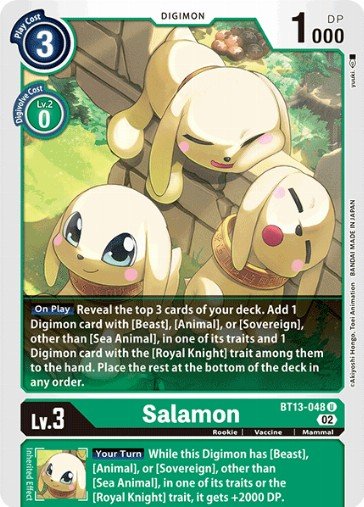 DIGIMON
Play Cost
3
DP
1000
Digivolve Cost
Lv.2
0
yuuki
©Akiyoshi Hongo, Toei Animation BANDAI MADE IN JAPAN
On Play Reveal the top 3 cards of your deck. Add 1
Digimon card with [Beast], [Animal], or [Sovereign],
other than [Sea Animal], in one of its traits and 1
Digimon card with the [Royal Knight] trait among them
to the hand. Place the rest at the bottom of the deck in
any order.
Lv.3
Salamon
BT13-048 U
02
Rookie | Vaccine | Mammal
Inherited Effect
Your Turn While this Digimon has [Beast],
[Animal], or [Sovereign], other than
[Sea Animal], in one of its traits or the
[Royal Knight] trait, it gets +2000 DP.